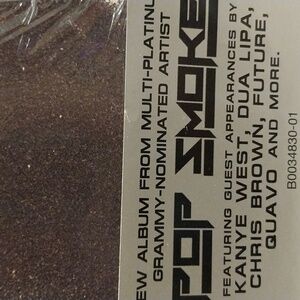 EW ALBUM FROM MULTI-PLATINU
GRAMMY-NOMINATED ARTIST
POP SMOKE
FEATURING GUEST APPEARANCES BY
KANYE WEST, DUA LIPA,
CHRIS BROWN, FUTURE,
QUAVO AND MORE.
B0034830-01